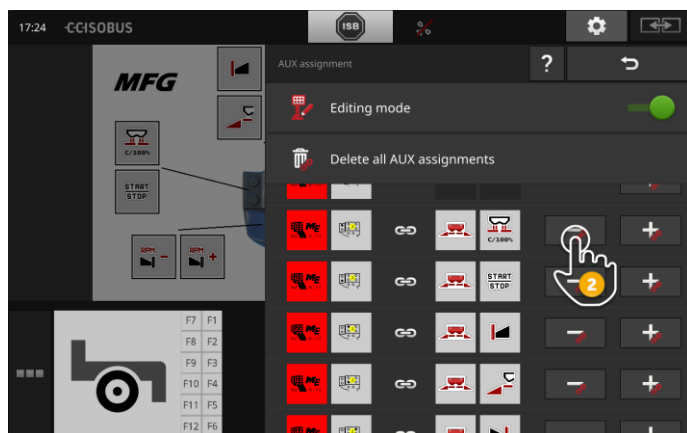 17:24 CCISOBUS ISB
AUX assignment ?
MFG
Editing mode
Delete all AUX assignments
C/100%
START
STOP
RPM - RPM +
C/100%
START
STOP
2
F7 F1
F8 F2
F9 F3
F10 F4
F11 F5
F12 F6